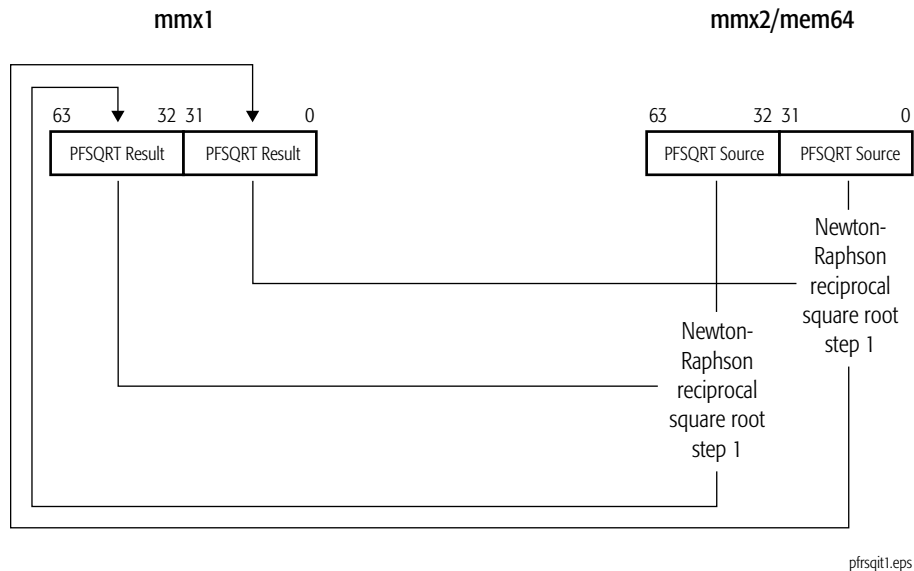 mmx1
mmx2/mem64
63 32 31 0
63 32 31 0
PFSQRT Result PFSQRT Result
PFSQRT Source PFSQRT Source
Newton-
Raphson
reciprocal
square root
step 1
Newton-
Raphson
reciprocal
square root
step 1
pfrsqit1.eps